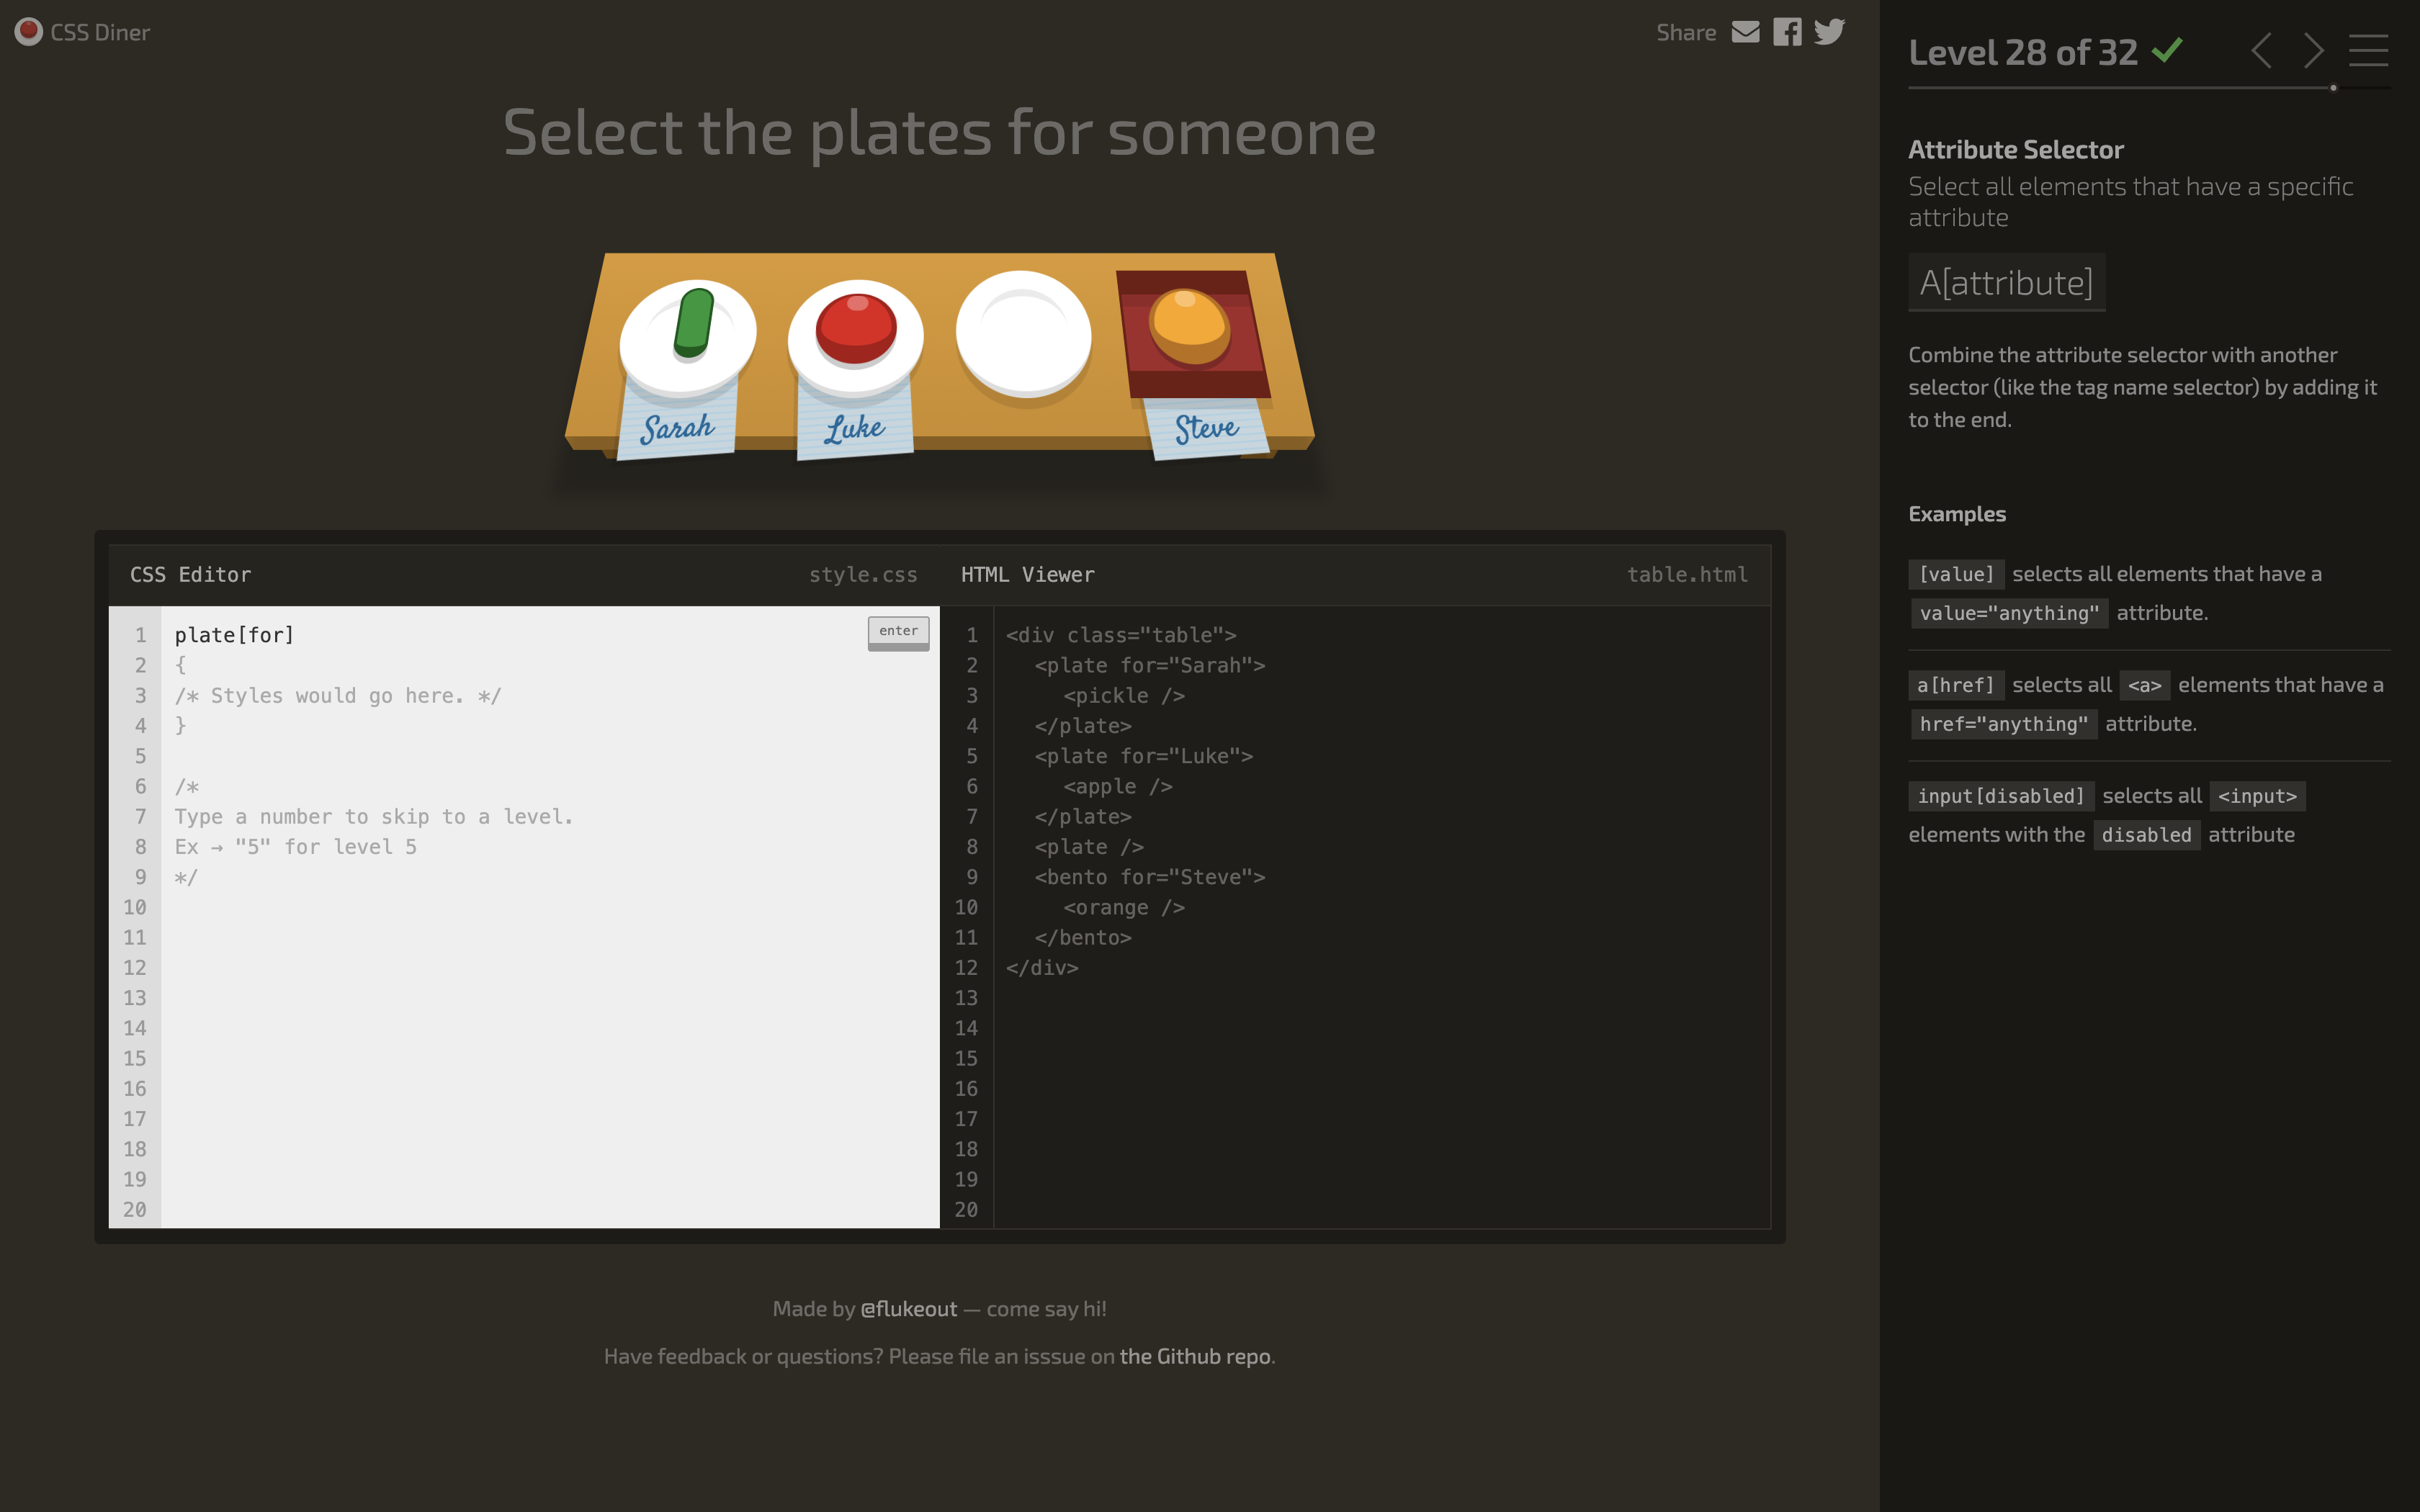 CSS Diner
Share
Select the plates for someone
Sarah
Luke
Steve
CSS Editor
style.css
1 plate[for]
enter
2 {
3 /* Styles would go here. */
4 }
5
6 /*
7 Type a number to skip to a level.
8 Ex → "5" for level 5
9 */
10
11
12
13
14
15
16
17
18
19
20
HTML Viewer
table.html
1 <div class="table">
2 <plate for="Sarah">
3 <pickle />
4 </plate>
5 <plate for="Luke">
6 <apple />
7 </plate>
8 <plate />
9 <bento for="Steve">
10 <orange />
11 </bento>
12 </div>
13
14
15
16
17
18
19
20
Made by @flukeout — come say hi!
Have feedback or questions? Please file an isssue on the Github repo.
Level 28 of 32
Attribute Selector
Select all elements that have a specific
attribute
A[attribute]
Combine the attribute selector with another
selector (like the tag name selector) by adding it
to the end.
Examples
[value] selects all elements that have a
value="anything" attribute.
a[href] selects all <a> elements that have a
href="anything" attribute.
input[disabled] selects all <input>
elements with the disabled attribute